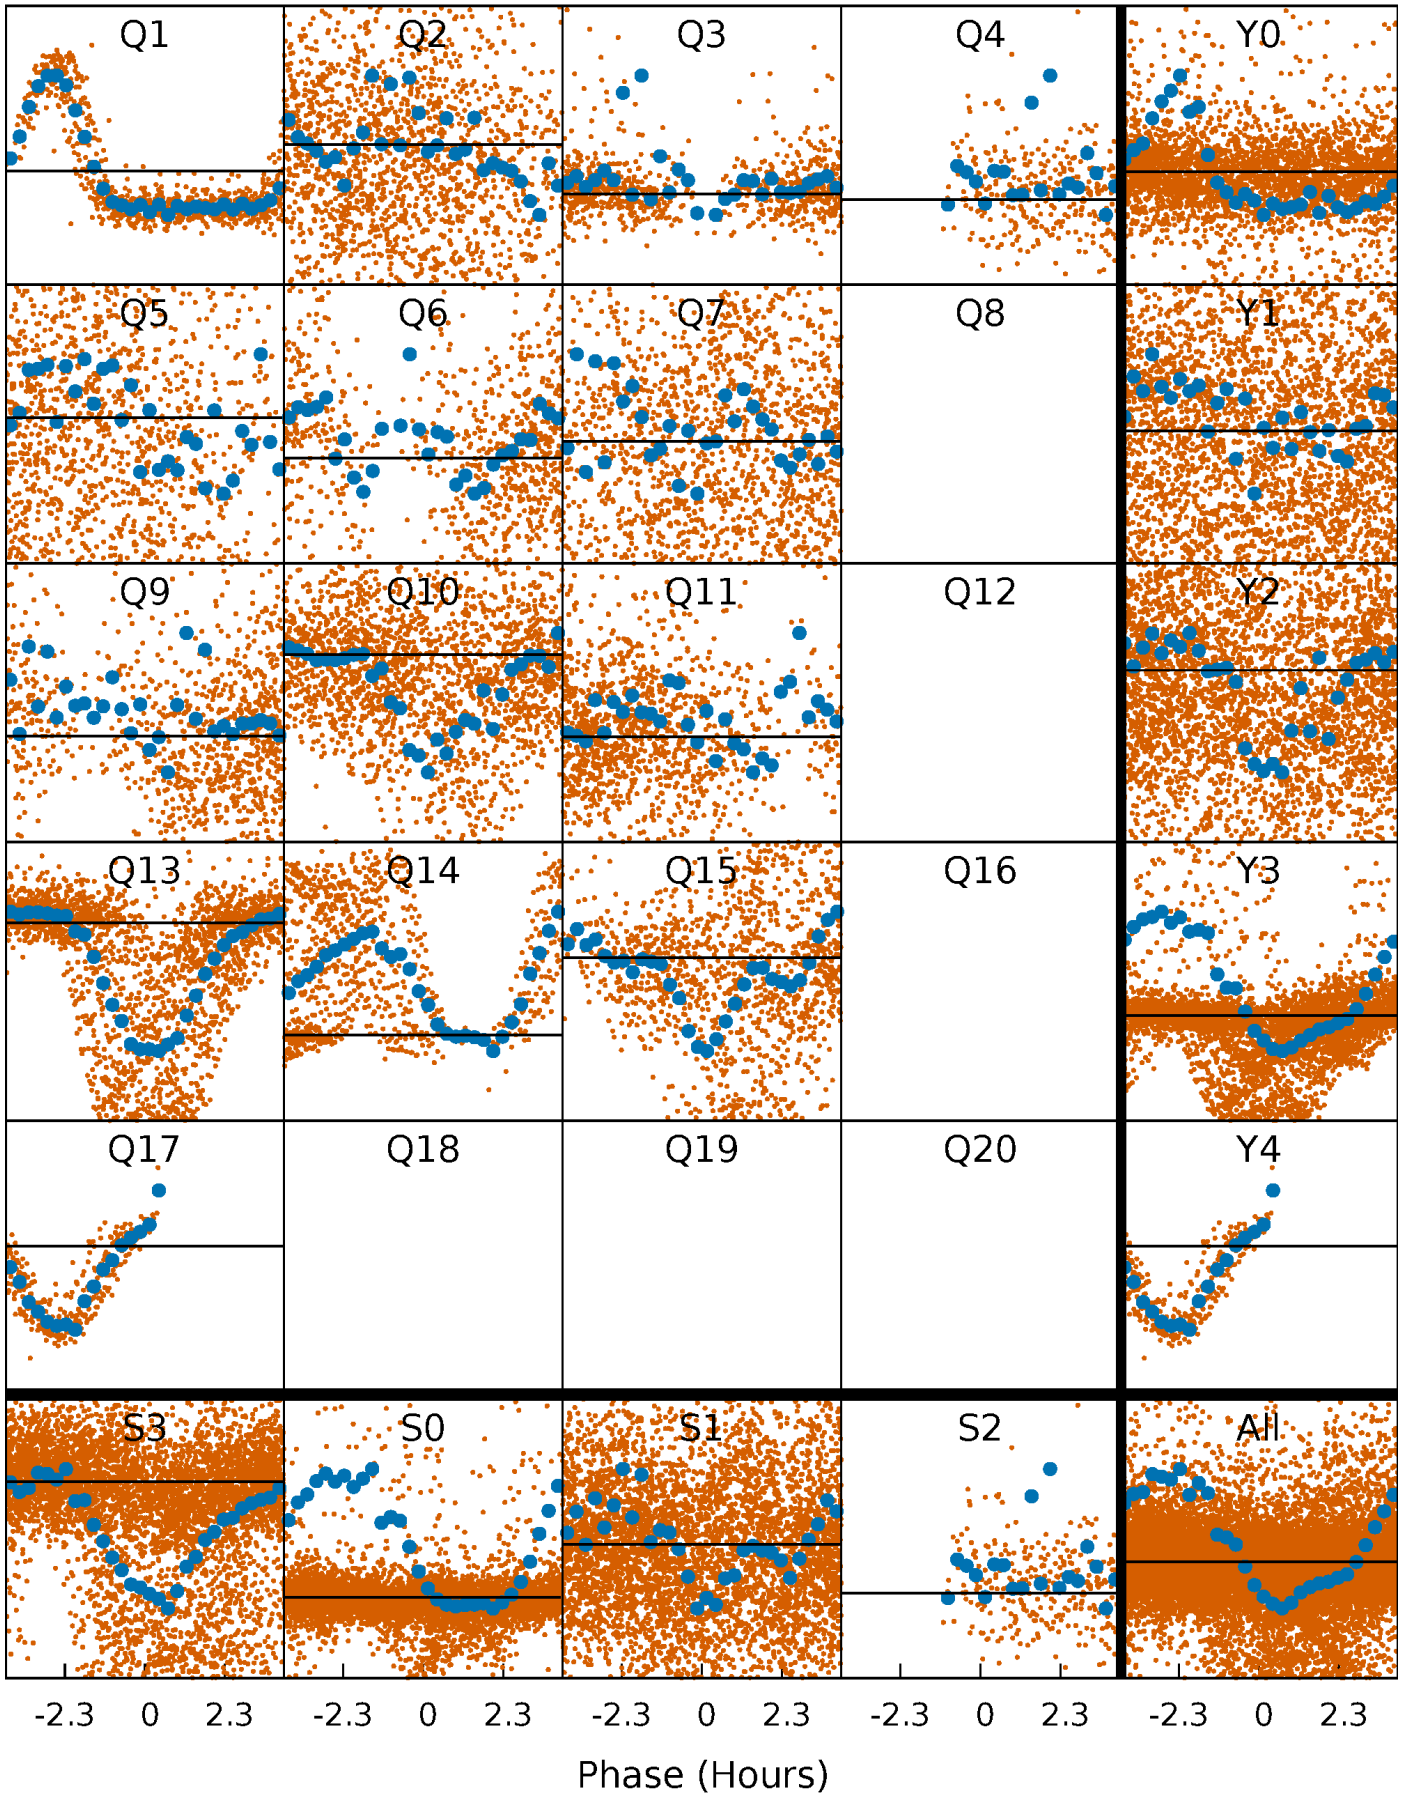 Q1 Q2 Q3 Q4 Y0
Q5 Q6 Q7 Q8 Y1
Q9 Q10 Q11 Q12 Y2
Q13 Q14 Q15 Q16 Y3
Q17 Q18 Q19 Q20 Y4
S3 S0 S1 S2 All
-2.3 0 2.3 -2.3 0 2.3 -2.3 0 2.3 -2.3 0 2.3 -2.3 0 2.3
Phase (Hours)